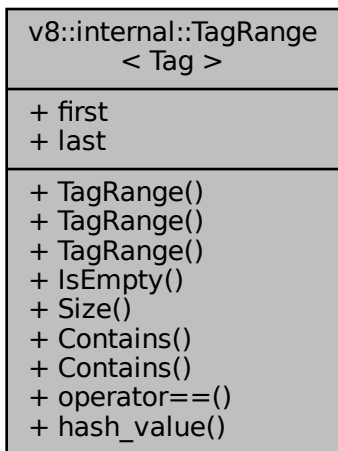 v8::internal::TagRange
< Tag >
+ first
+ last
+ TagRange()
+ TagRange()
+ TagRange()
+ IsEmpty()
+ Size()
+ Contains()
+ Contains()
+ operator==()
+ hash_value()